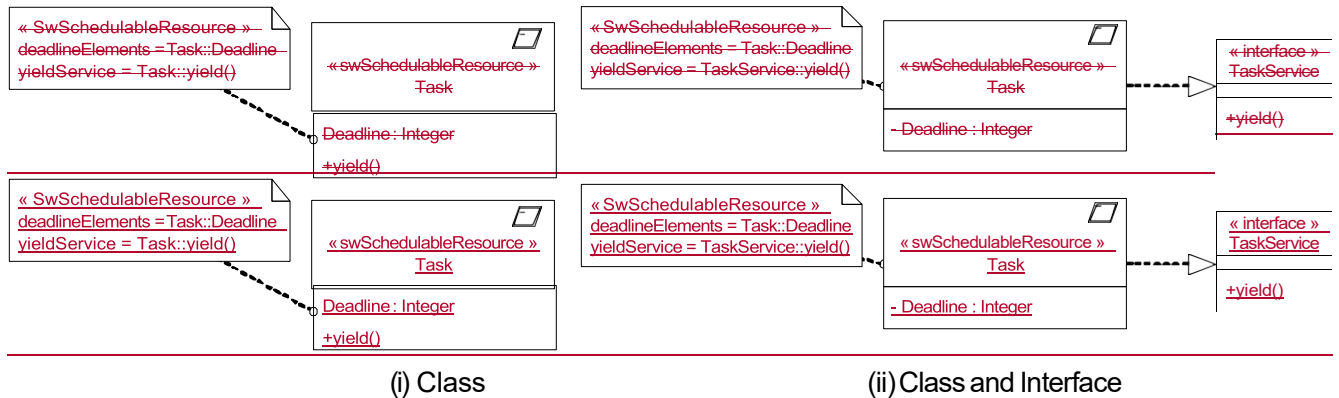 « SwSchedulableResource »
deadlineElements = Task::Deadline
yieldService = Task::yield()
« swSchedulableResource »
Task
Deadline : Integer
+yield()
« SwSchedulableResource »
deadlineElements = Task::Deadline
yieldService = TaskService::yield()
« swSchedulableResource »
Task
- Deadline : Integer
« interface »
TaskService
+yield()
« SwSchedulableResource »
deadlineElements = Task::Deadline
yieldService = Task::yield()
« swSchedulableResource »
Task
Deadline : Integer
+yield()
« SwSchedulableResource »
deadlineElements = Task::Deadline
yieldService = TaskService::yield()
« swSchedulableResource »
Task
- Deadline : Integer
« interface »
TaskService
+yield()
(i) Class
(ii) Class and Interface